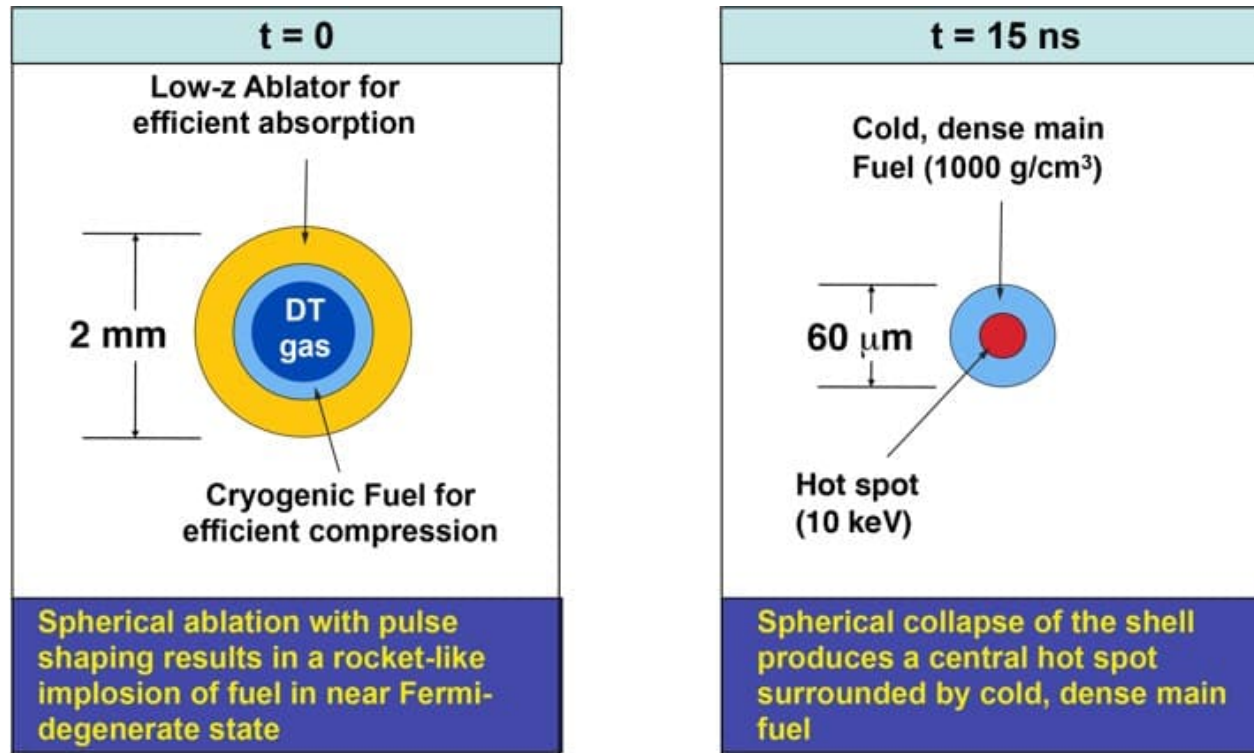 t = 0
Low-z Ablator for
efficient absorption
2 mm
DT
gas
Cryogenic Fuel for
efficient compression
Spherical ablation with pulse
shaping results in a rocket-like
implosion of fuel in near Fermi-
degenerate state
t = 15 ns
Cold, dense main
Fuel (1000 g/cm³)
60 μm
Hot spot
(10 keV)
Spherical collapse of the shell
produces a central hot spot
surrounded by cold, dense main
fuel